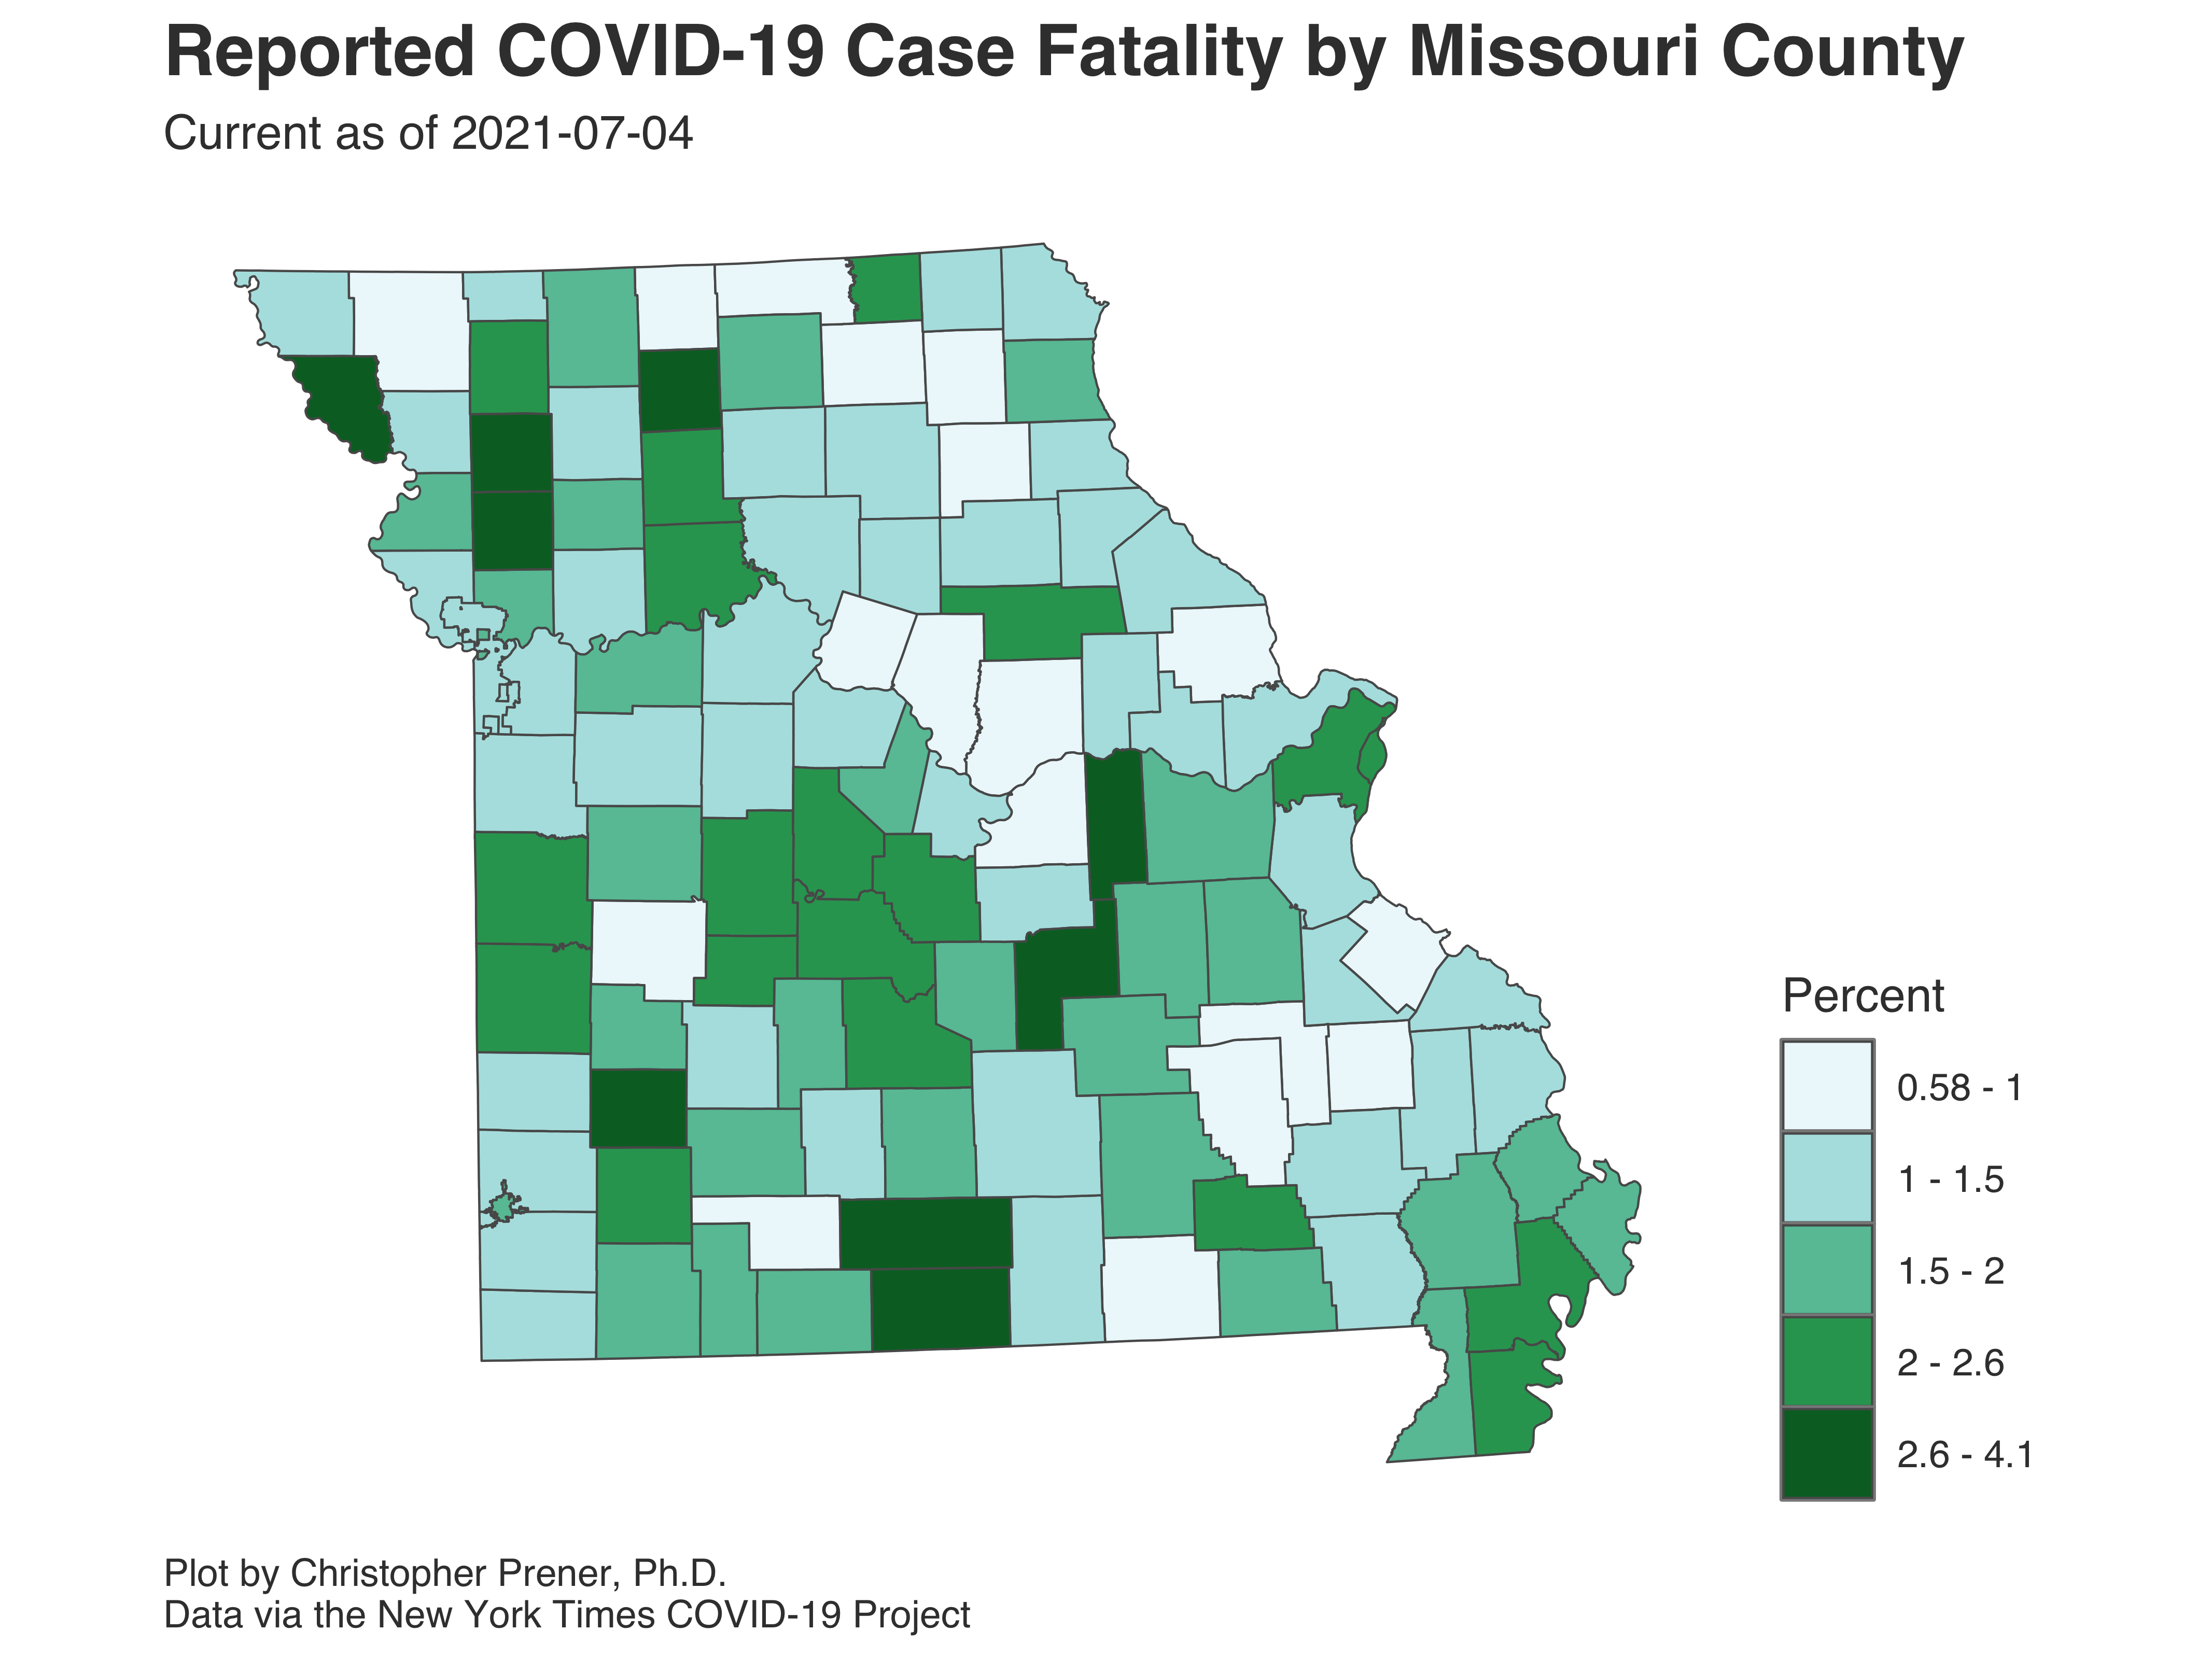 Reported COVID-19 Case Fatality by Missouri County
Current as of 2021-07-04
Percent
0.58 - 1
1 - 1.5
1.5 - 2
2 - 2.6
2.6 - 4.1
Plot by Christopher Prener, Ph.D.
Data via the New York Times COVID-19 Project